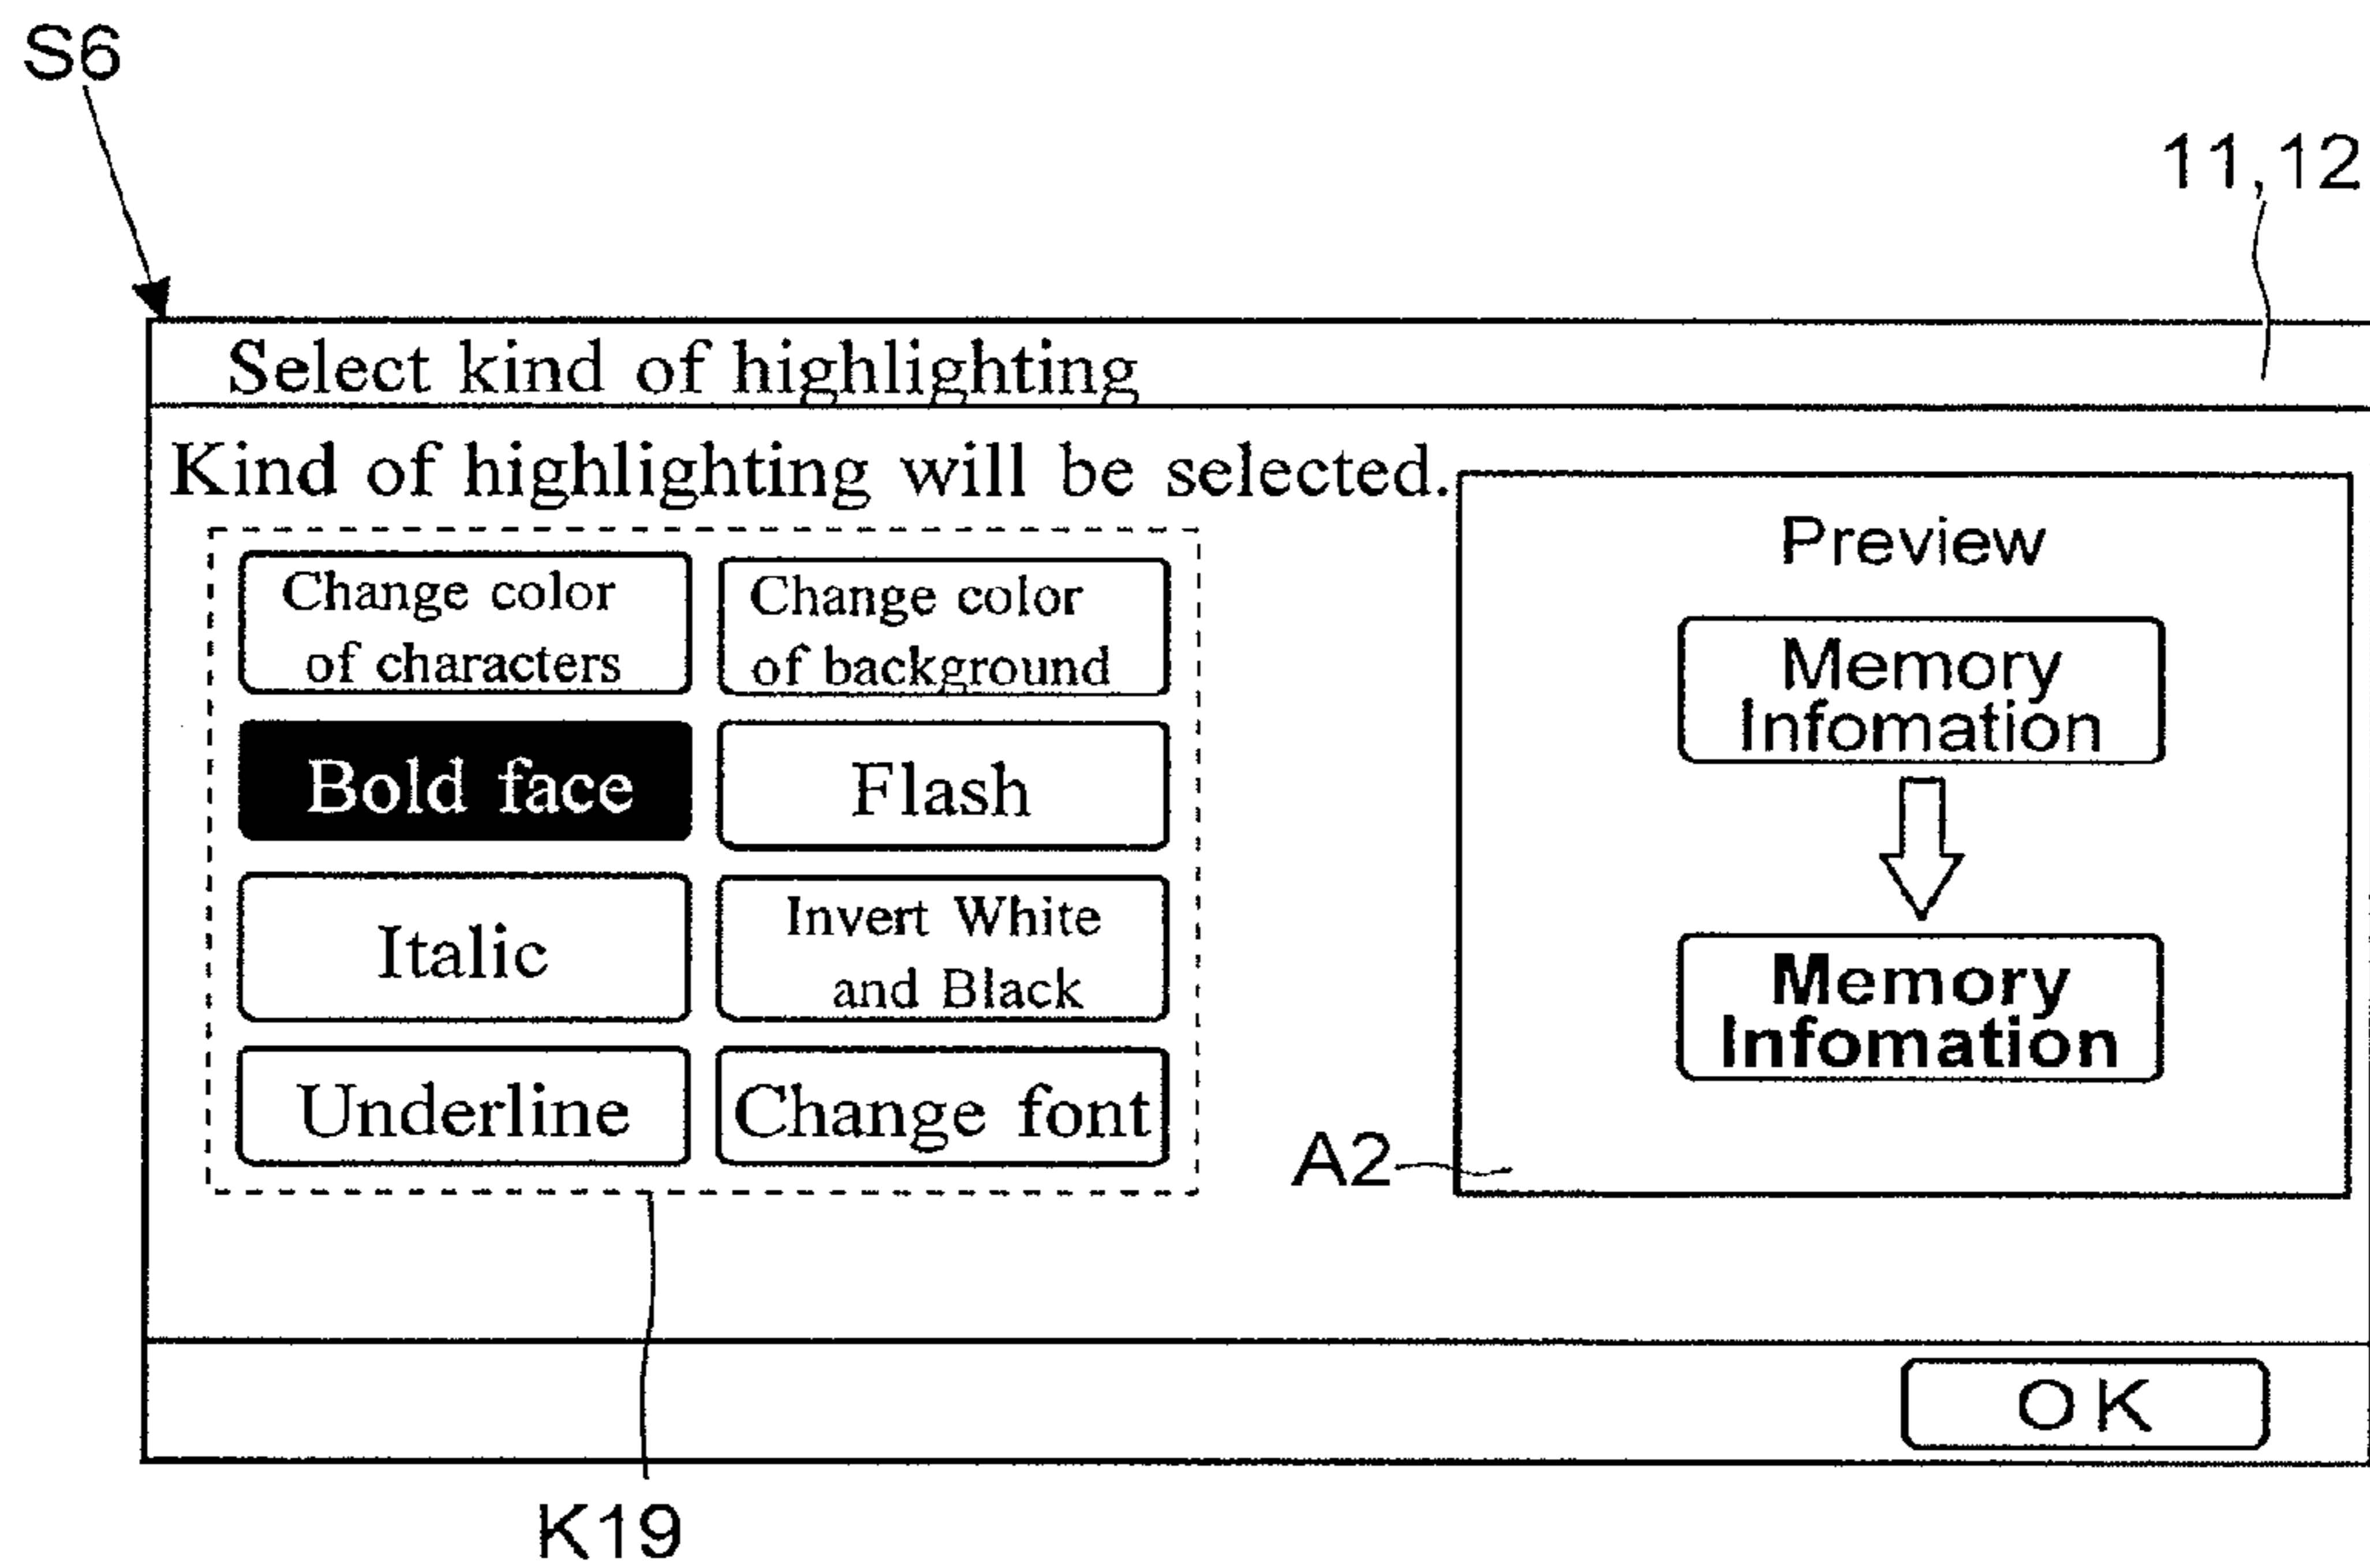 S6
11,12
Select kind of highlighting
Kind of highlighting will be selected.
Change color
of characters
Change color
of background
Bold face
Flash
Italic
Invert White
and Black
Underline
Change font
Preview
Memory
Infomation
Memory
Infomation
A2
OK
K19